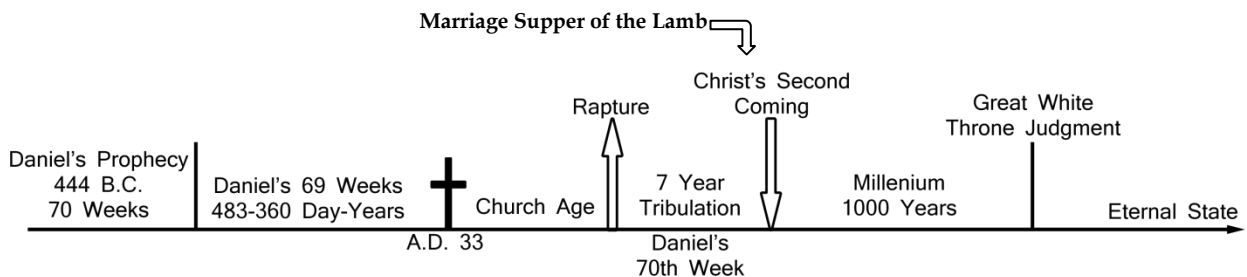 Marriage Supper of the Lamb
Daniel's Prophecy
444 B.C.
70 Weeks
Daniel's 69 Weeks
483-360 Day-Years
A.D. 33
Church Age
Rapture
7 Year
Tribulation
Daniel's
70th Week
Christ's Second
Coming
Millenium
1000 Years
Great White
Throne Judgment
Eternal State